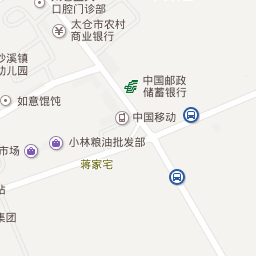 口腔门诊部
太仓市农村
商业银行
沙溪镇
幼儿园
中国邮政
储蓄银行
如意馄饨
中国移动
小林粮油批发部
市场
蒋家宅
站
集团